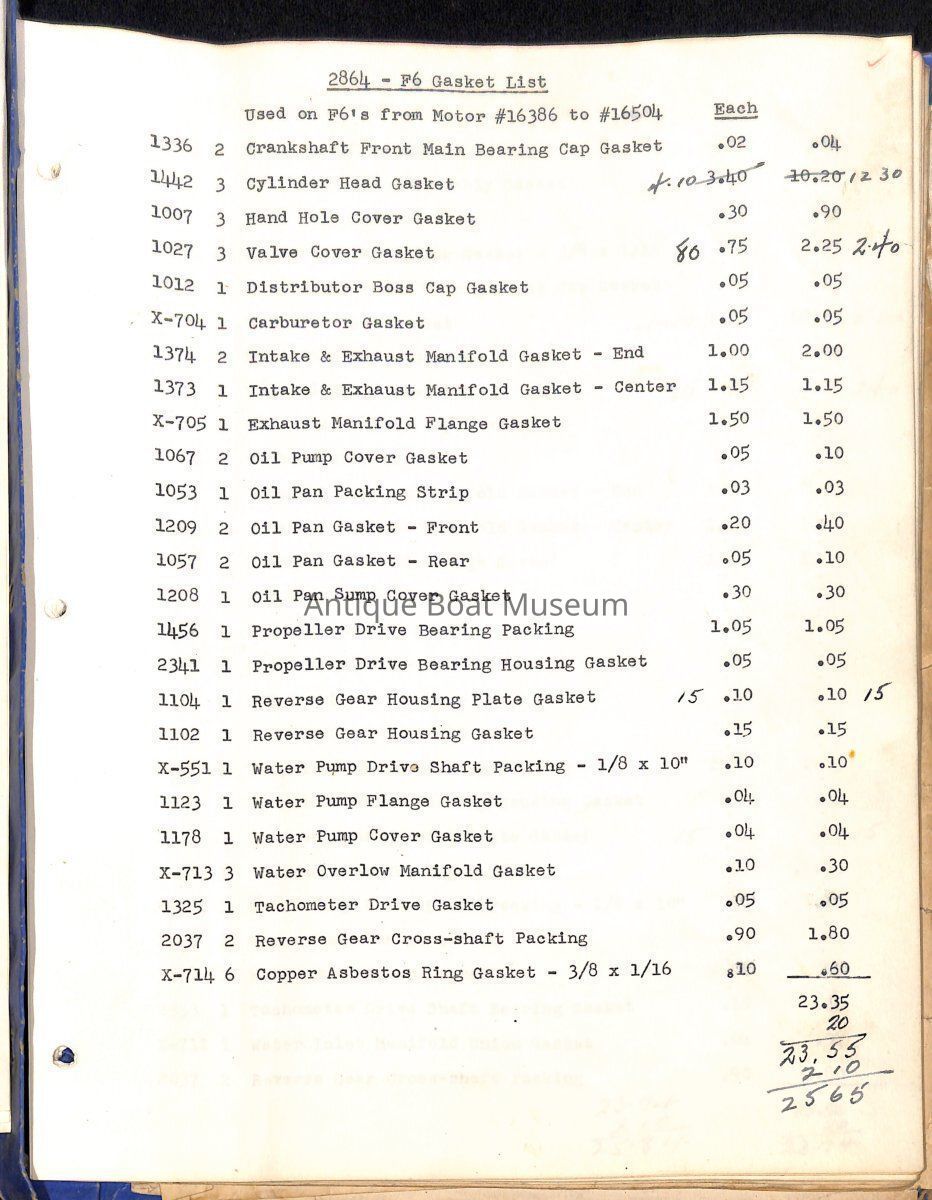 2864 - F6 Gasket List
Used on F6's from Motor #16386 to #16504 Each
1336 2 Crankshaft Front Main Bearing Cap Gasket .02 .04
1442 3 Cylinder Head Gasket 4.10 3.40 10.20 12 30
1007 3 Hand Hole Cover Gasket .30 .90
1027 3 Valve Cover Gasket 80 .75 2.25 2.40
1012 1 Distributor Boss Cap Gasket .05 .05
X-704 1 Carburetor Gasket .05 .05
1374 2 Intake & Exhaust Manifold Gasket - End 1.00 2.00
1373 1 Intake & Exhaust Manifold Gasket - Center 1.15 1.15
X-705 1 Exhaust Manifold Flange Gasket 1.50 1.50
1067 2 Oil Pump Cover Gasket .05 .10
1053 1 Oil Pan Packing Strip .03 .03
1209 2 Oil Pan Gasket - Front .20 .40
1057 2 Oil Pan Gasket - Rear .05 .10
1208 1 Oil Pan Sump Cover Gasket .30 .30
Antique Boat Museum
1456 1 Propeller Drive Bearing Packing 1.05 1.05
2341 1 Propeller Drive Bearing Housing Gasket .05 .05
1104 1 Reverse Gear Housing Plate Gasket 15 .10 .10 15
1102 1 Reverse Gear Housing Gasket .15 .15
X-551 1 Water Pump Drive Shaft Packing - 1/8 x 10" .10 .10
1123 1 Water Pump Flange Gasket .04 .04
1178 1 Water Pump Cover Gasket .04 .04
X-713 3 Water Overlow Manifold Gasket .10 .30
1325 1 Tachometer Drive Gasket .05 .05
2037 2 Reverse Gear Cross-shaft Packing .90 1.80
X-714 6 Copper Asbestos Ring Gasket - 3/8 x 1/16 .10 .60
23.35
20
23.55
2 10
2565